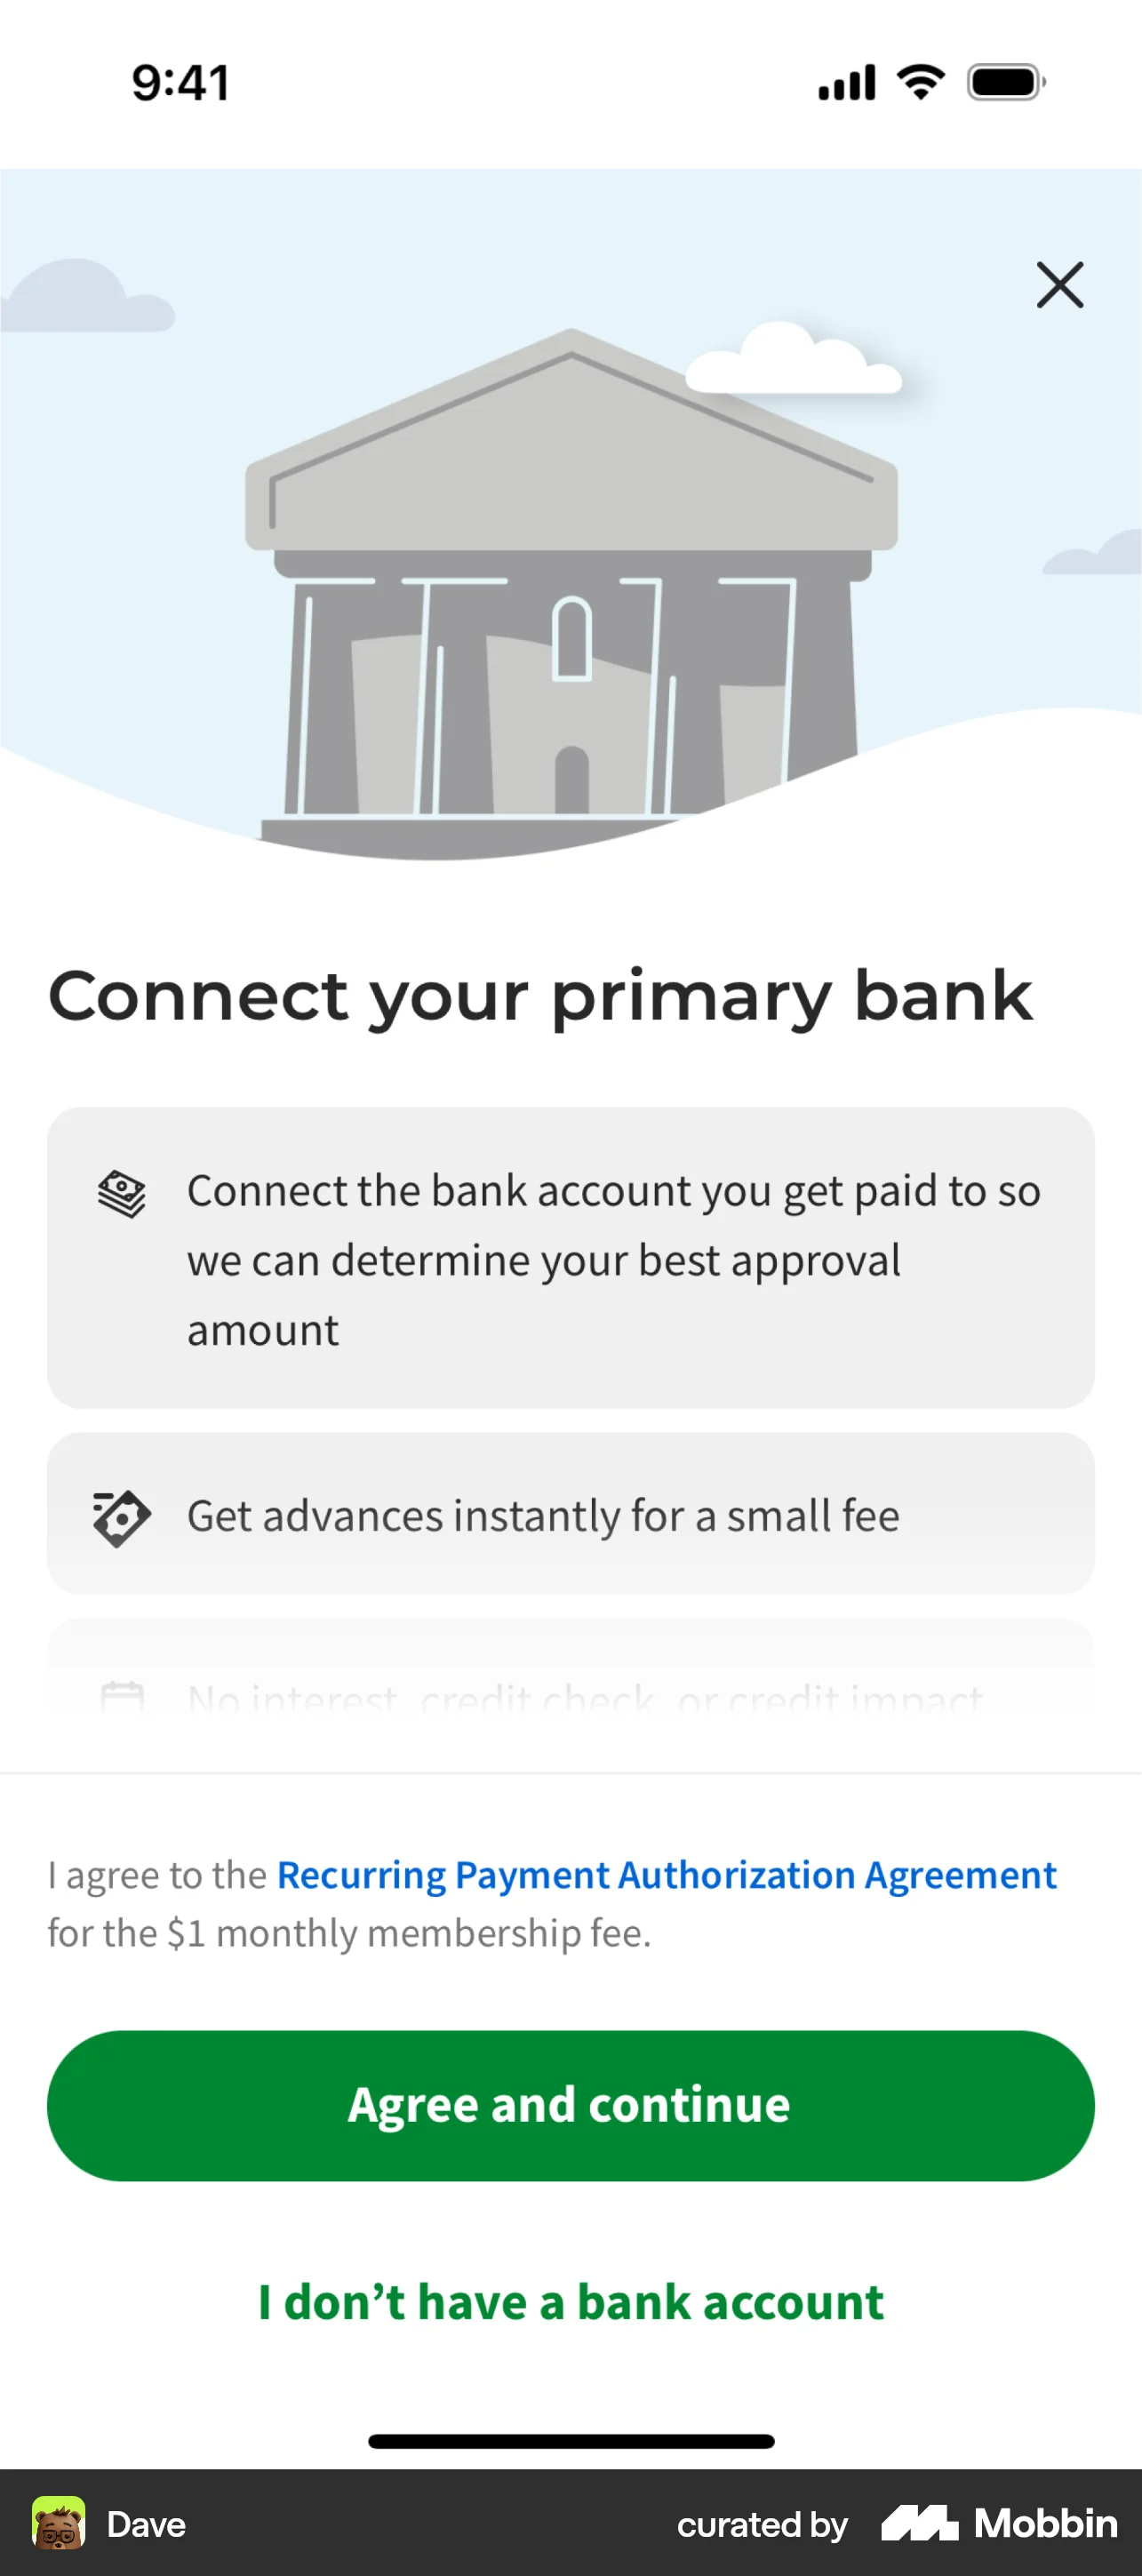 9:41
Connect your primary bank
Connect the bank account you get paid to so
we can determine your best approval
amount
Get advances instantly for a small fee
No interest, credit check, or credit impact
I agree to the Recurring Payment Authorization Agreement
for the $1 monthly membership fee.
Agree and continue
I don’t have a bank account
Dave
curated by Mobbin